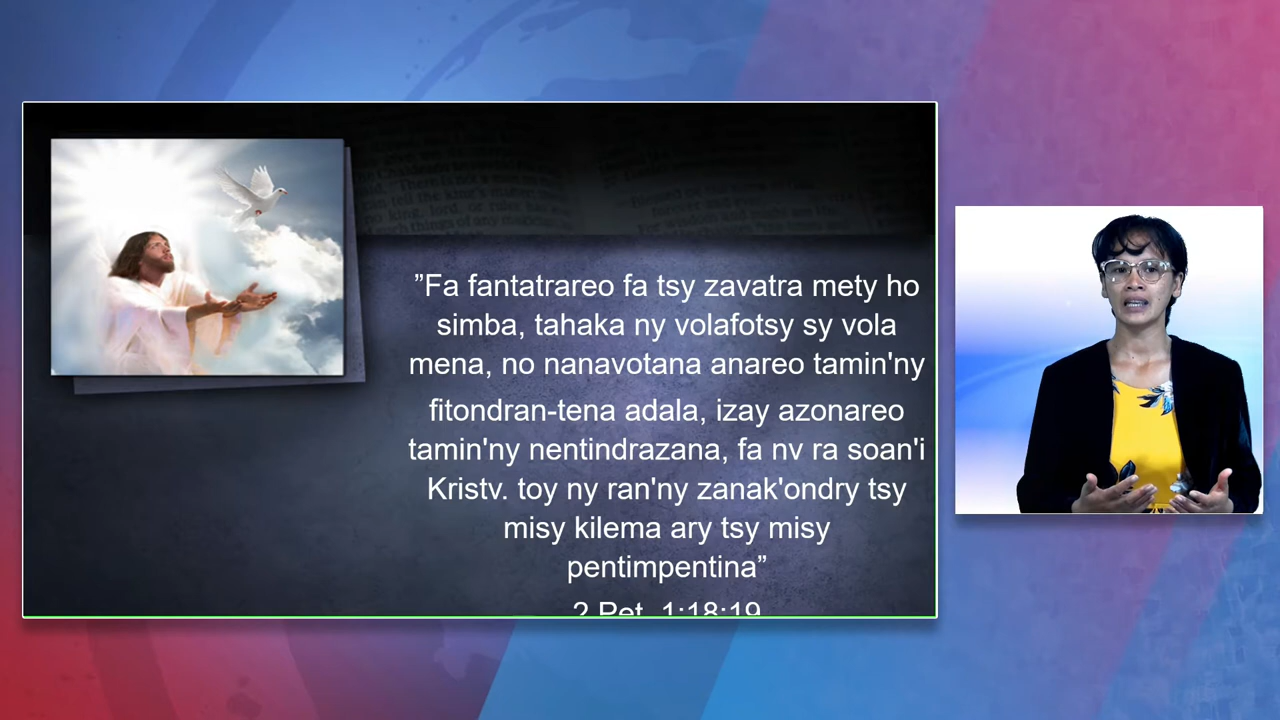 ”Fa fantatrareo fa tsy zavatra mety ho
simba, tahaka ny volafotsy sy vola
mena, no nanavotana anareo tamin'ny
fitondran-tena adala, izay azonareo
tamin'ny nentindrazana, fa nv ra soan'i
Kristv. toy ny ran'ny zanak'ondry tsy
misy kilema ary tsy misy
pentimpentina”
2 Pet. 1:18:19